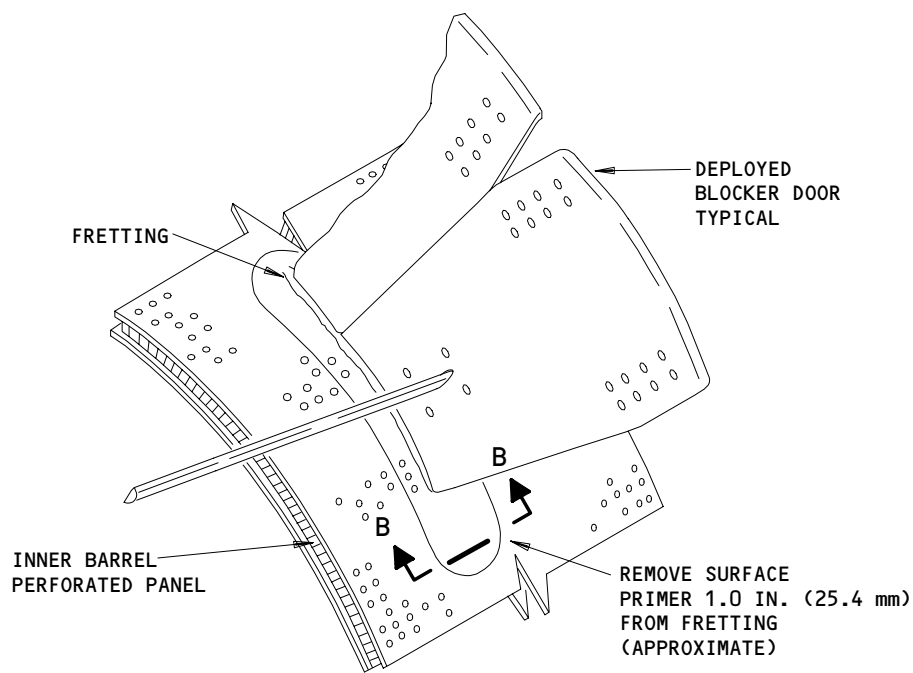 DEPLOYED
BLOCKER DOOR
TYPICAL
FRETTING
B
B
INNER BARREL
PERFORATED PANEL
REMOVE SURFACE
PRIMER 1.0 IN. (25.4 mm)
FROM FRETTING
(APPROXIMATE)